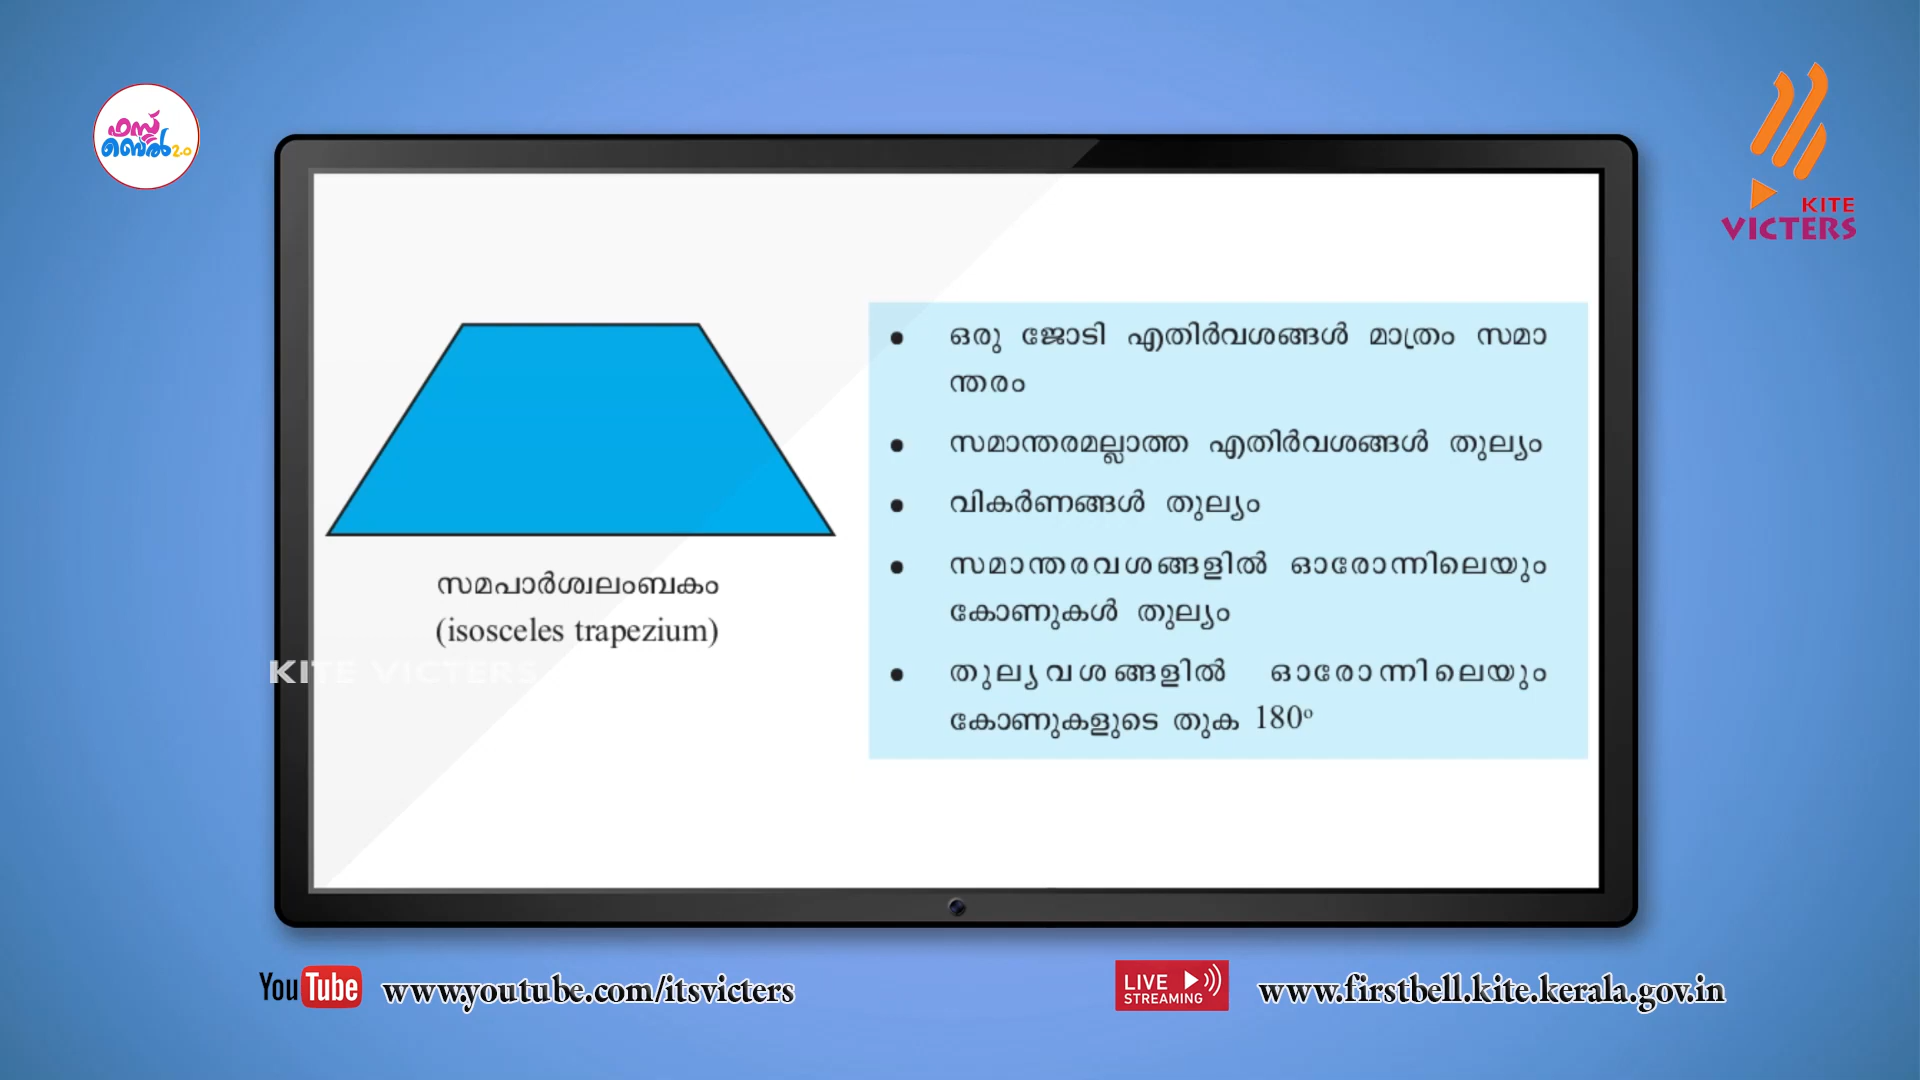 ഫസ്റ്റ്
ബെൽ 2.0
KITE
VICTERS
ഒരു ജോടി എതിർവശങ്ങൾ മാത്രം സമാ
ന്തരം
സമാന്തരമല്ലാത്ത എതിർവശങ്ങൾ തുല്യം
വികർണങ്ങൾ തുല്യം
സമാന്തരവശങ്ങളിൽ ഓരോന്നിലെയും
കോണുകൾ തുല്യം
തുല്യവശങ്ങളിൽ ഓരോന്നിലെയും
കോണുകളുടെ തുക 180°
സമപാർശ്വലംബകം
(isosceles trapezium)
KITE VICTERS
YouTube www.youtube.com/itsvicters
LIVE
STREAMING
www.firstbell.kite.kerala.gov.in